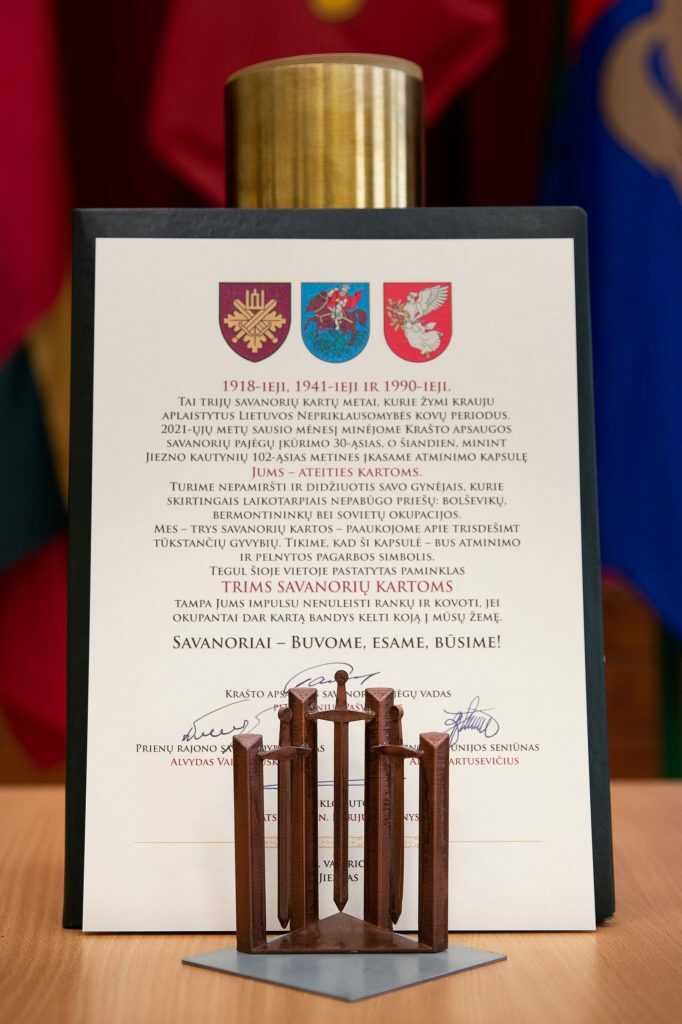 1918-IEJI, 1941-IEJI IR 1990-IEJI.
TAI TRIJŲ SAVANORIŲ KARTŲ METAI, KURIE ŽYMI KRAUJU
APLAISTYTUS LIETUVOS NEPRIKLAUSOMYBĖS KOVŲ PERIODUS.
2021-ŲJŲ METŲ SAUSIO MĖNESĮ MINĖJOME KRAŠTO APSAUGOS
SAVANORIŲ PAJĖGŲ ĮKŪRIMO 30-ĄSIAS, O ŠIANDIEN, MININT
JIEZNO KAUTYNIŲ 102-ĄSIAS METINES ĮKASAME ATMINIMO KAPSULĘ
JUMS – ATEITIES KARTOMS.
TURIME NEPAMIRŠTI IR DIDŽIUOTIS SAVO GYNĖJAIS, KURIE
SKIRTINGAIS LAIKOTARPIAIS NEPABŪGO PRIEŠŲ: BOLŠEVIKŲ,
BERMONTININKŲ BEI SOVIETŲ OKUPACIJOS.
MES – TRYS SAVANORIŲ KARTOS – PAAUKOJOME APIE TRISDEŠIMT
TŪKSTANČIŲ GYVYBIŲ. TIKIME, KAD ŠI KAPSULĖ – BUS ATMINIMO
IR PELNYTOS PAGARBOS SIMBOLIS.
TEGUL ŠIOJE VIETOJE PASTATYTAS PAMINKLAS
TRIMS SAVANORIŲ KARTOMS
TAMPA JUMS IMPULSU NENULEISTI RANKŲ IR KOVOTI, JEI
OKUPANTAI DAR KARTĄ BANDYS KELTI KOJĄ Į MŪSŲ ŽEMĘ.
SAVANORIAI – BUVOME, ESAME, BŪSIME!
KRAŠTO SAVANORIŲ VADAS
PRIENŲ RAJONO SENIŪNAS
ALVYDAS